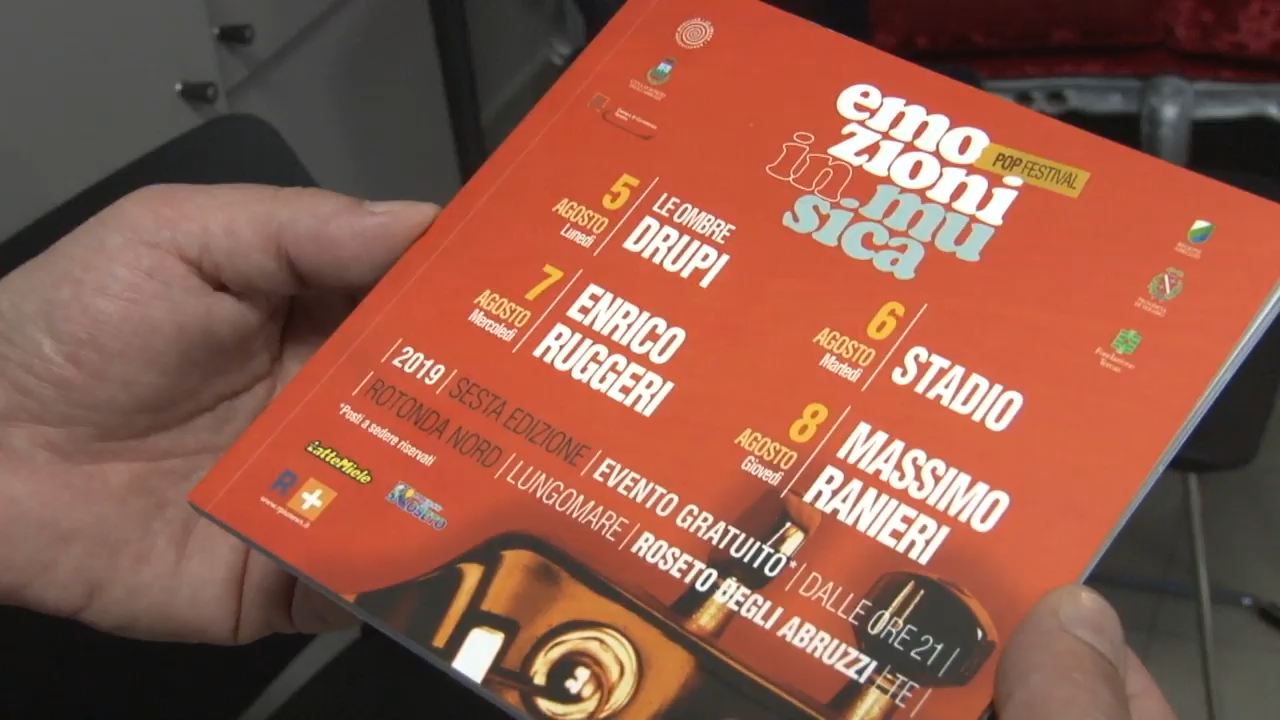 emo
zioni
in mu
sica
POP FESTIVAL
5
AGOSTO
Lunedì
LE OMBRE
DRUPI
6
AGOSTO
Martedì
STADIO
7
AGOSTO
Mercoledì
ENRICO
RUGGERI
8
AGOSTO
Giovedì
MASSIMO
RANIERI
| 2019 | SESTA EDIZIONE | EVENTO GRATUITO* | DALLE ORE 21 |
| ROTONDA NORD | LUNGOMARE | ROSETO DEGLI ABRUZZI | TE |
*Posti a sedere riservati
LatteMiele
R+
Fondazione
Tercas